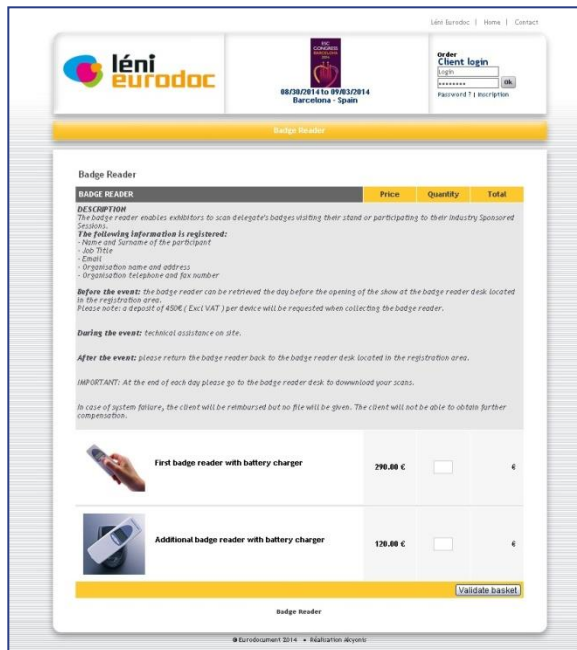 Léni Eurodoc | Home | Contact
léni
eurodoc
ESC
CONGRESS
BARCELONA
2014
08/30/2014 to 09/03/2014
Barcelona - Spain
Order
Client login
Login
Ok
Password ? | Inscription
Badge Reader
Badge Reader
BADGE READER Price Quantity Total
DESCRIPTION
The badge reader enables exhibitors to scan delegate's badges visiting their stand or participating to their Industry Sponsored
Sessions.
The following information is registered:
- Name and Surname of the participant
- Job Title
- Email
- Organisation name and address
- Organisation telephone and fax number
Before the event: the badge reader can be retrieved the day before the opening of the show at the badge reader desk located
in the registration area.
Please note: a deposit of 450€ ( Excl VAT ) per device will be requested when collecting the badge reader.
During the event: technical assistance on site.
After the event: please return the badge reader back to the badge reader desk located in the registration area.
IMPORTANT: At the end of each day please go to the badge reader desk to dowwnload your scans.
In case of system failure, the client will be reimbursed but no file will be given. The client will not be able to obtain further
compensation.
First badge reader with battery charger 290.00 € €
Additional badge reader with battery charger 120.00 € €
Validate basket
Badge Reader
© Eurodocument 2014 • Réalisation Alcyonis